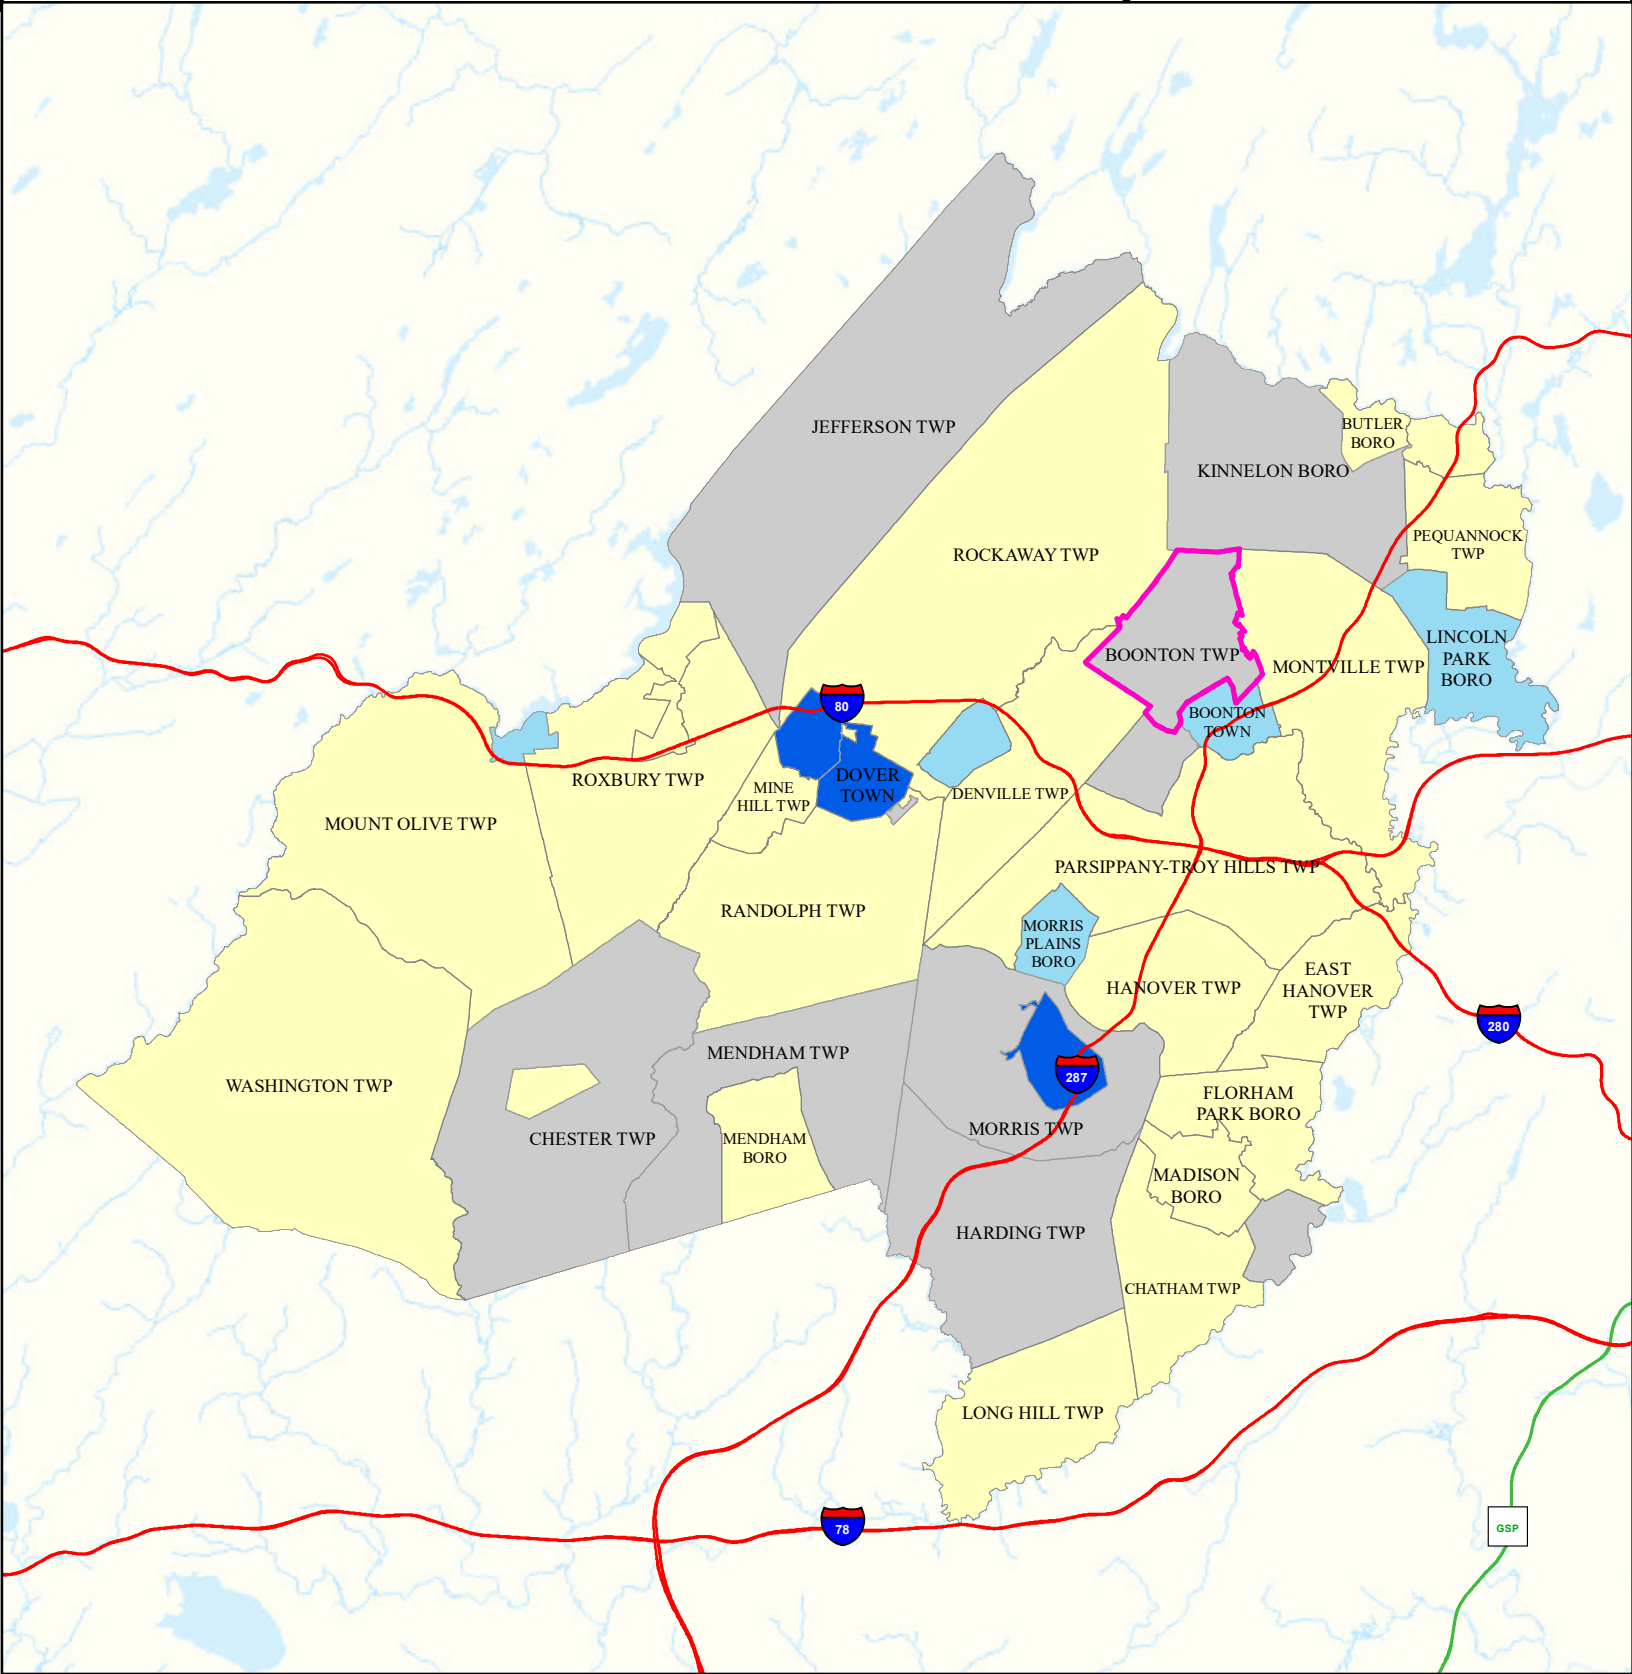 JEFFERSON TWP
BUTLER
BORO
KINNELON BORO
PEQUANNOCK
TWP
ROCKAWAY TWP
LINCOLN
PARK
BORO
BOONTON TWP
MONTVILLE TWP
80
BOONTON
TOWN
ROXBURY TWP
DOVER
TOWN
MINE
HILL TWP
DENVILLE TWP
MOUNT OLIVE TWP
PARSIPPANY-TROY HILLS TWP
RANDOLPH TWP
MORRIS
PLAINS
BORO
EAST
HANOVER
TWP
HANOVER TWP
280
MENDHAM TWP
287
WASHINGTON TWP
FLORHAM
PARK BORO
CHESTER TWP
MENDHAM
BORO
MORRIS TWP
MADISON
BORO
HARDING TWP
CHATHAM TWP
LONG HILL TWP
78
GSP